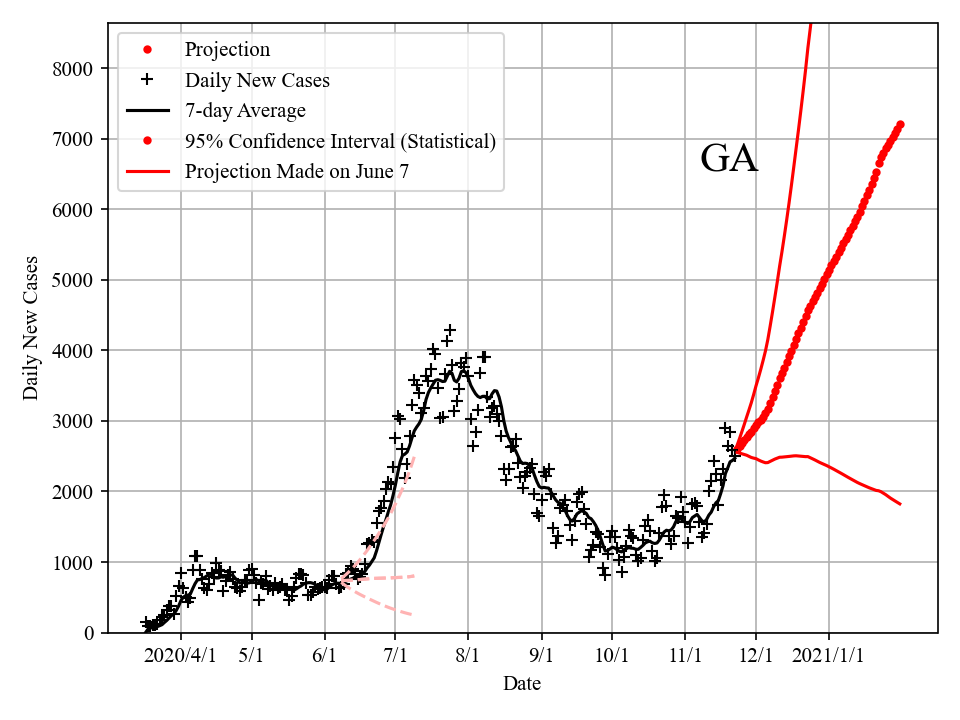 Projection
Daily New Cases
7-day Average
95% Confidence Interval (Statistical)
Projection Made on June 7
GA
8000
7000
6000
5000
4000
3000
2000
1000
0
Daily New Cases
2020/4/1 5/1 6/1 7/1 8/1 9/1 10/1 11/1 12/1 2021/1/1
Date